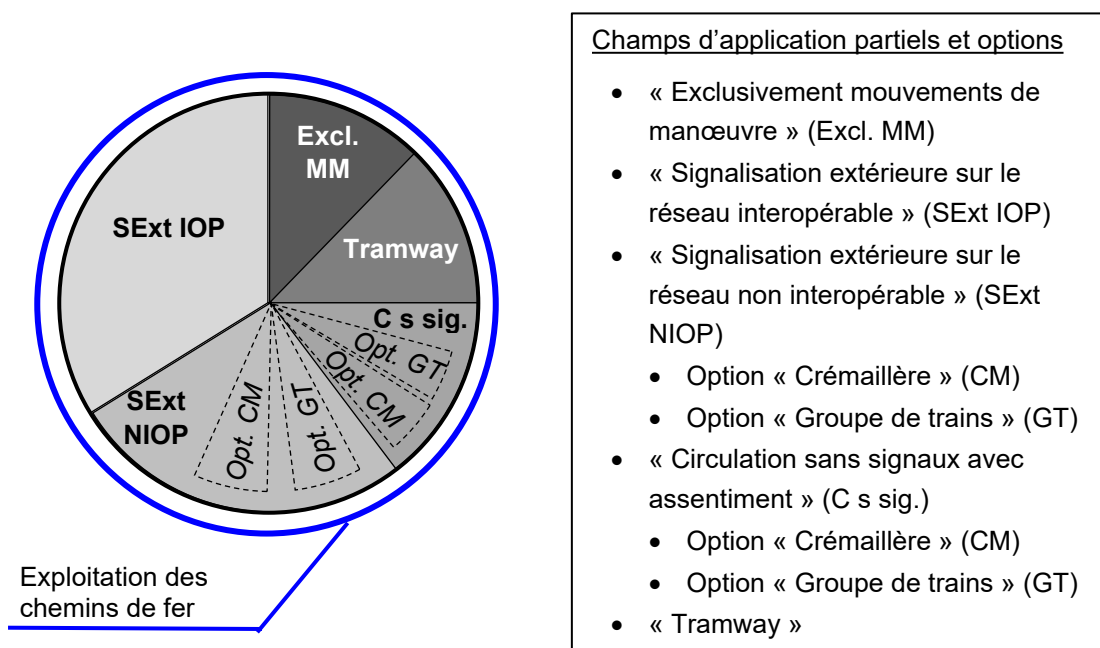 Excl.
MM
SExt IOP
Tramway
C s sig.
Opt. GT
Opt. CM
SExt
NIOP
Opt. CM
Opt. GT
Exploitation des
chemins de fer
Champs d’application partiels et options
• « Exclusivement mouvements de
manœuvre » (Excl. MM)
• « Signalisation extérieure sur le
réseau interopérable » (SExt IOP)
• « Signalisation extérieure sur le
réseau non interopérable » (SExt
NIOP)
• Option « Crémaillère » (CM)
• Option « Groupe de trains » (GT)
• « Circulation sans signaux avec
assentiment » (C s sig.)
• Option « Crémaillère » (CM)
• Option « Groupe de trains » (GT)
• « Tramway »